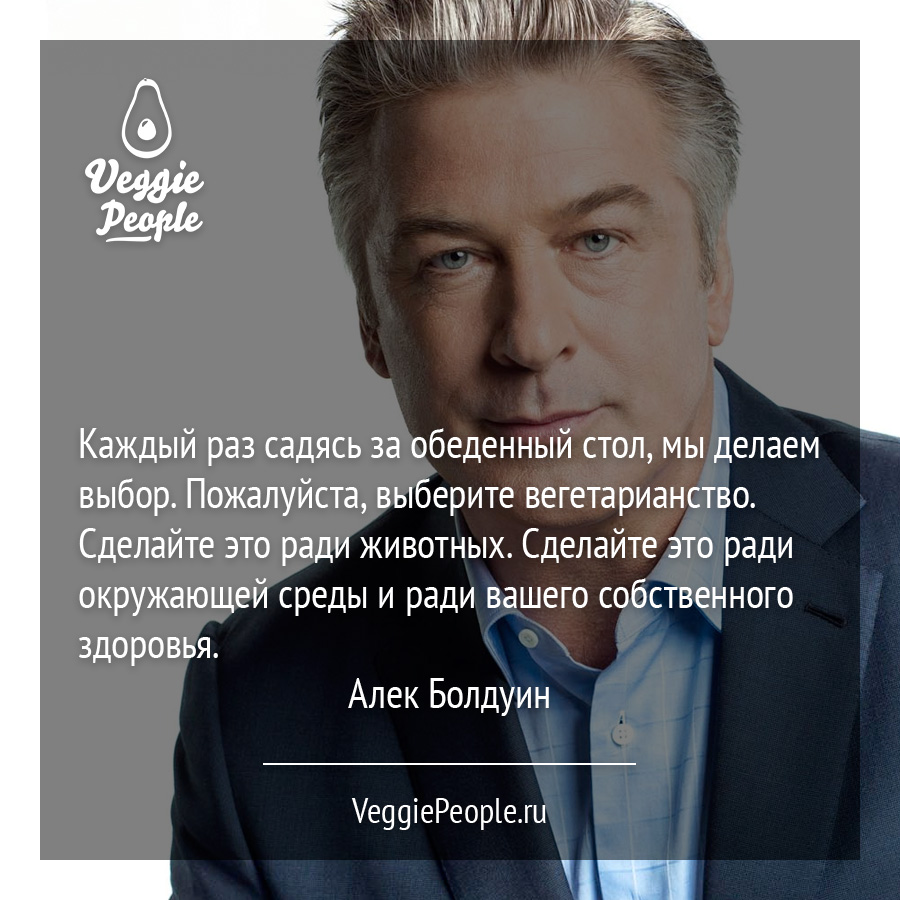 Veggie
People
Каждый раз садясь за обеденный стол, мы делаем
выбор. Пожалуйста, выберите вегетарианство.
Сделайте это ради животных. Сделайте это ради
окружающей среды и ради вашего собственного
здоровья.
Алек Болдуин
VeggiePeople.ru